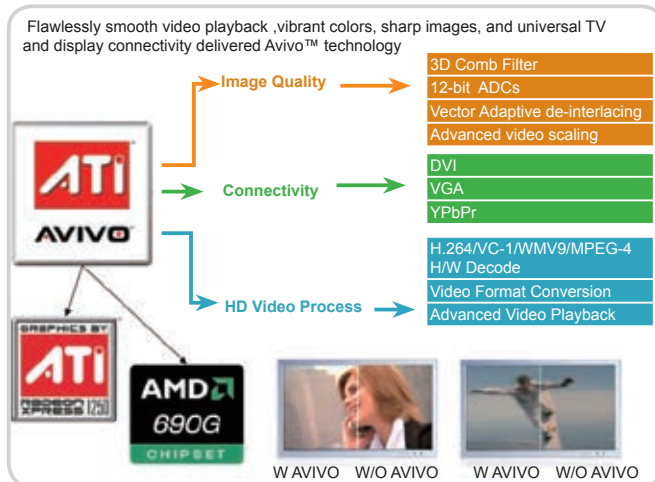 Flawlessly smooth video playback ,vibrant colors, sharp images, and universal TV
and display connectivity delivered Avivo™ technology
Image Quality
3D Comb Filter
12-bit ADCs
Vector Adaptive de-interlacing
Advanced video scaling
ATi
AVIVO™
Connectivity
DVI
VGA
YPbPr
HD Video Process
H.264/VC-1/WMV9/MPEG-4
H/W Decode
Video Format Conversion
Advanced Video Playback
GRAPHICS BY
ATi
RADEON
XPRESS 1250
AMD
690G
CHIPSET
W AVIVO W/O AVIVO
W AVIVO W/O AVIVO